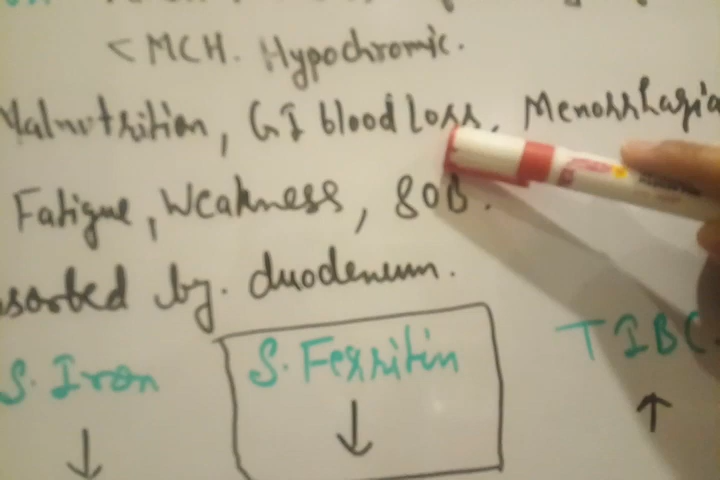 <MCH. Hypochromic.
Malnutrition, GI blood loss, Menorrhagia
Fatigue, Weakness, SOB.
sorbed by. duodenum.
S. Iron S. Ferritin TIBC
↓ ↓ ↑